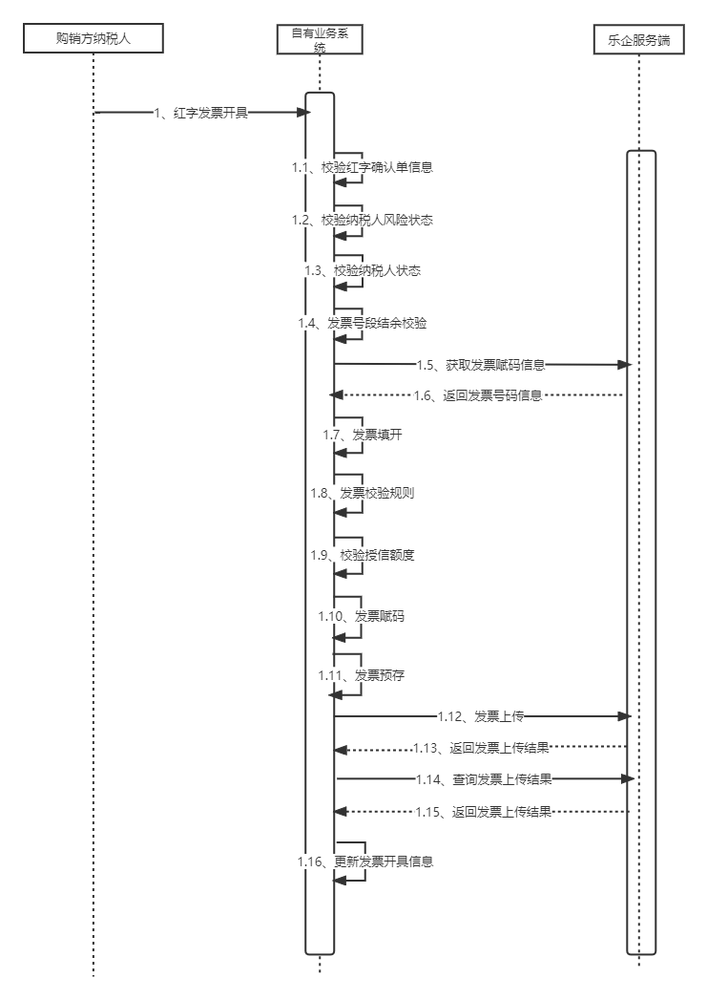 购销方纳税人
自有业务系
统
乐企服务端
1、红字发票开具
1.1、校验红字确认单信息
1.2、校验纳税人风险状态
1.3、校验纳税人状态
1.4、发票号段结余校验
1.5、获取发票赋码信息
1.6、返回发票号码信息
1.7、发票填开
1.8、发票校验规则
1.9、校验授信额度
1.10、发票赋码
1.11、发票预存
1.12、发票上传
1.13、返回发票上传结果
1.14、查询发票上传结果
1.15、返回发票上传结果
1.16、更新发票开具信息